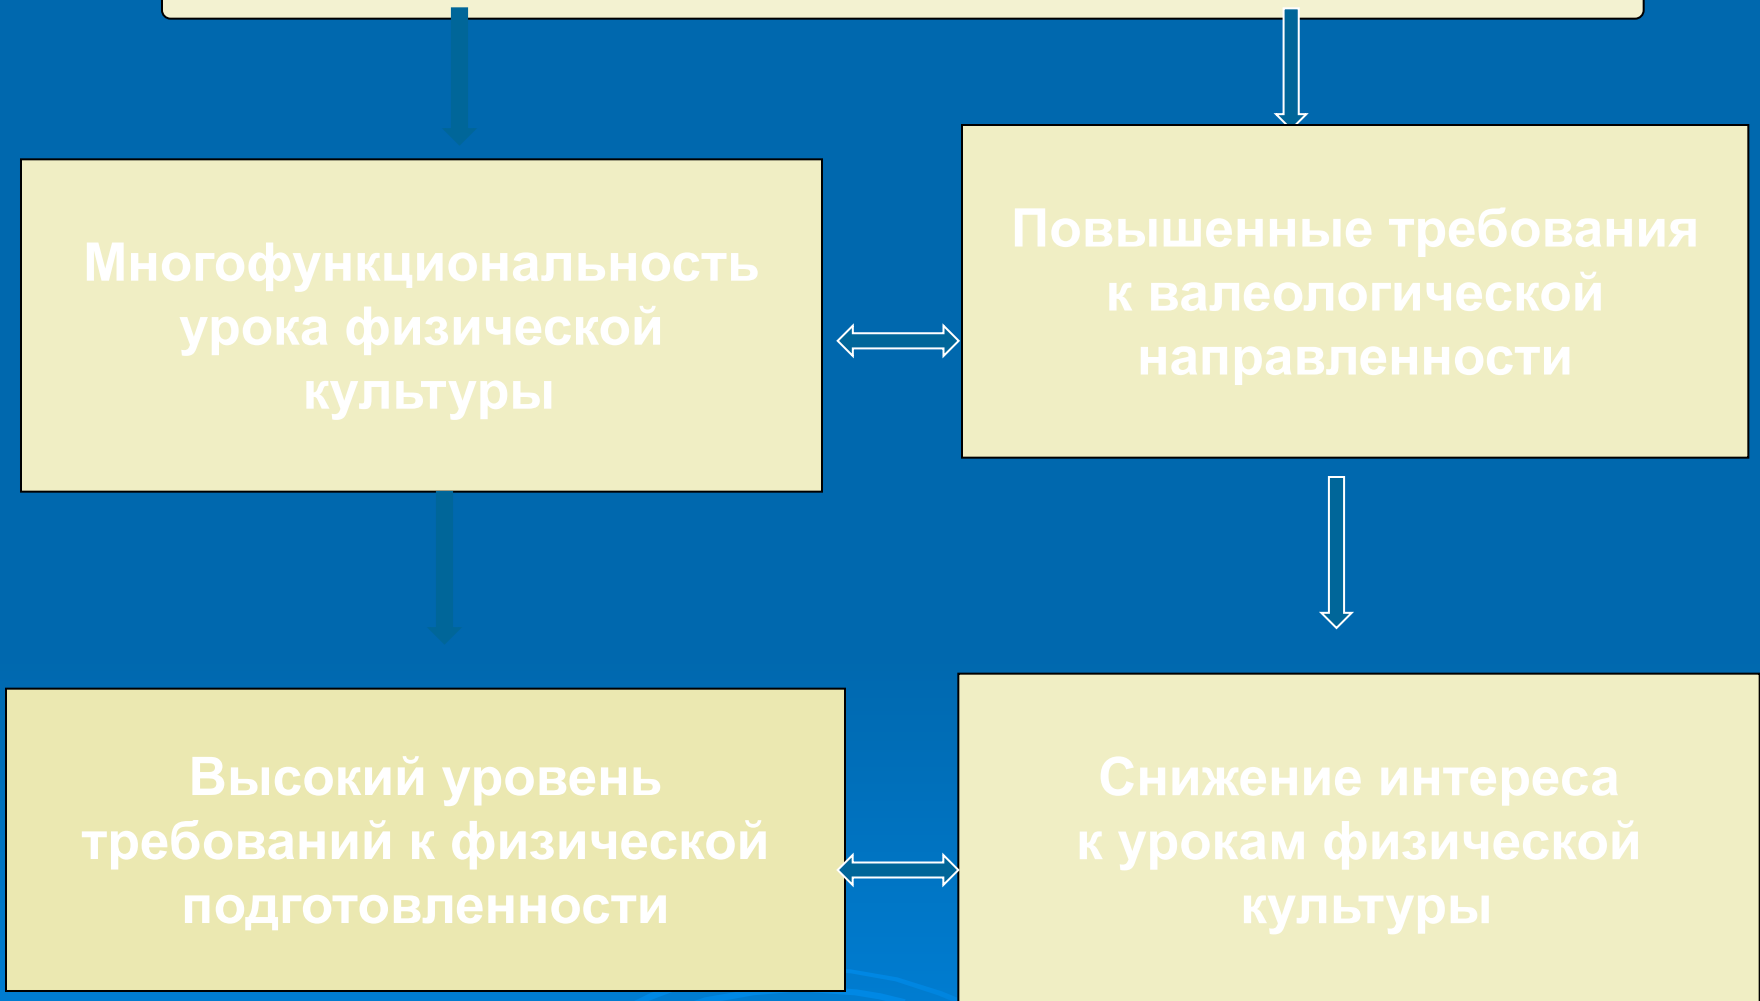 Многофункциональность
урока физической
культуры
Повышенные требования
к валеологической
направленности
Высокий уровень
требований к физической
подготовленности
Снижение интереса
к урокам физической
культуры